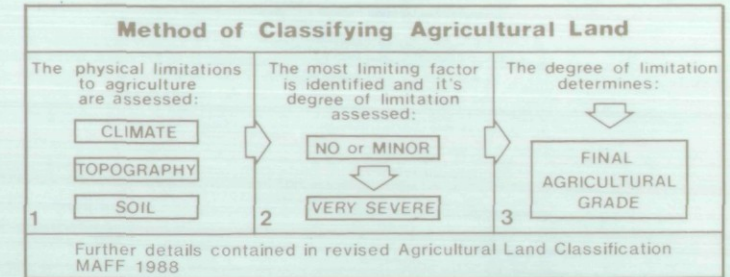 Method of Classifying Agricultural Land
The physical limitations
to agriculture
are assessed:
CLIMATE
TOPOGRAPHY
SOIL
1
The most limiting factor
is identified and it's
degree of limitation
assessed:
NO or MINOR
VERY SEVERE
2
The degree of limitation
determines:
FINAL
AGRICULTURAL
GRADE
3
Further details contained in revised Agricultural Land Classification
MAFF 1988